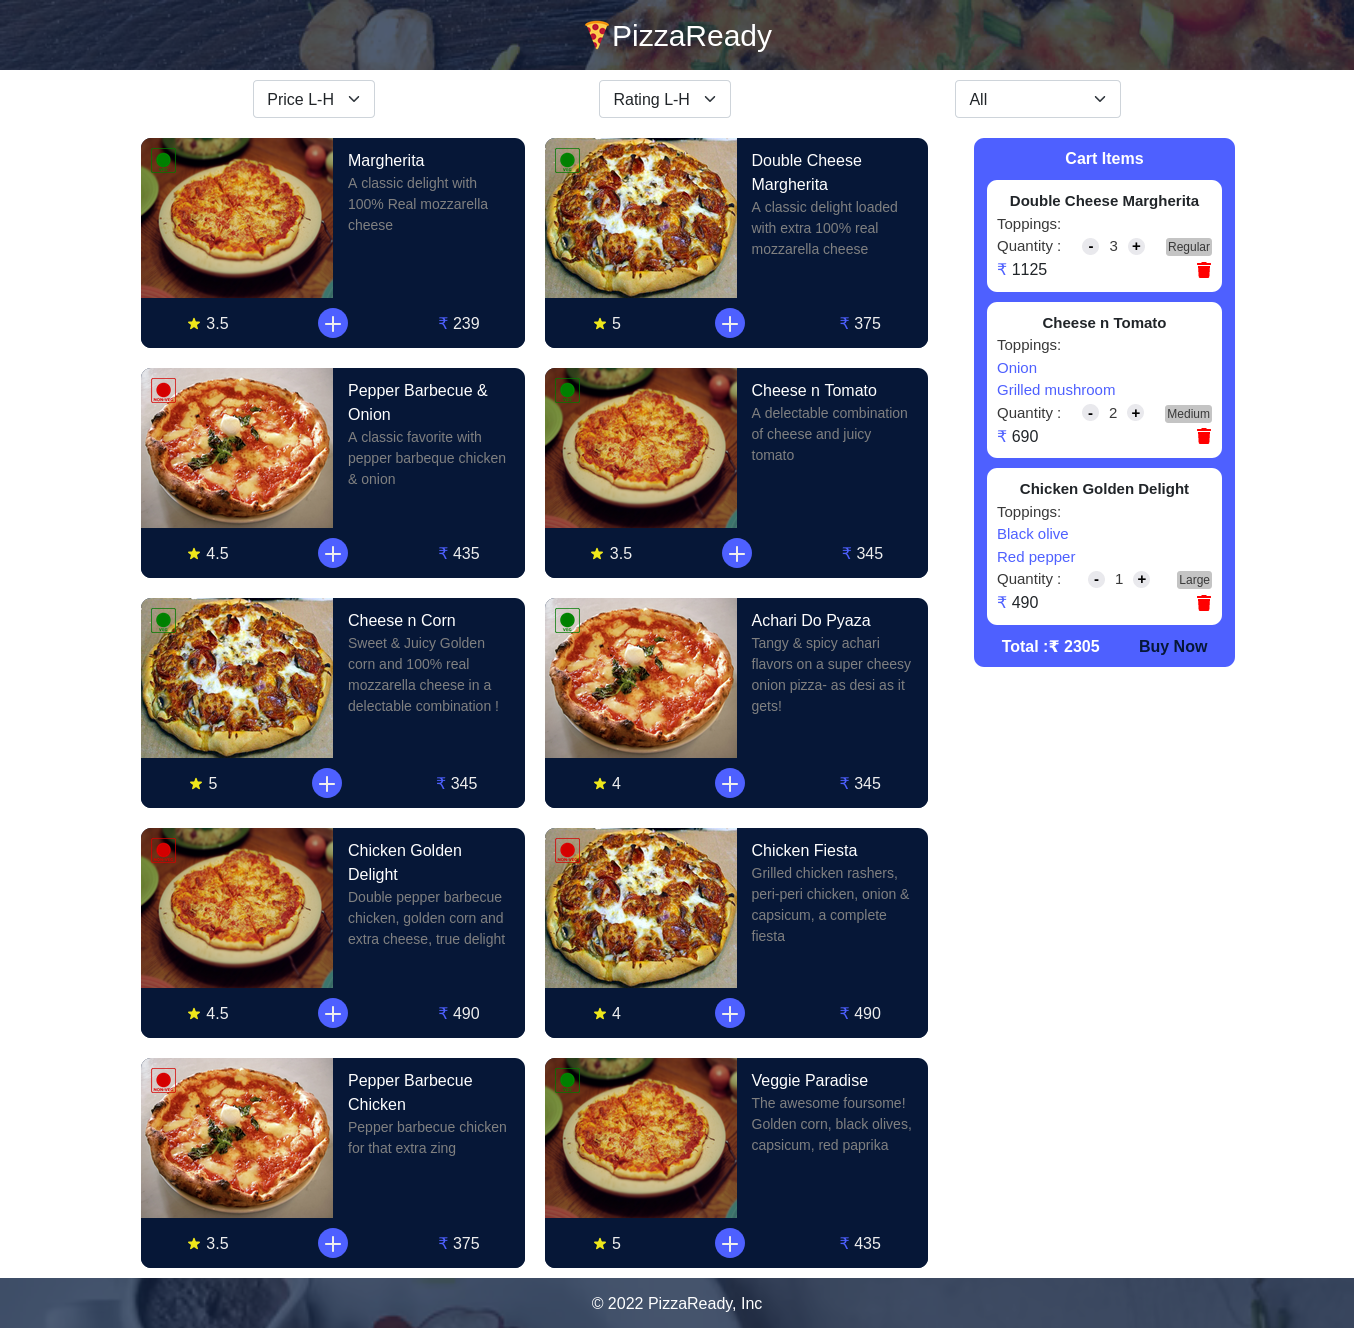 PizzaReady
Price L-H
Rating L-H
All
Margherita
A classic delight with
100% Real mozzarella
cheese
3.5
₹ 239
Double Cheese
Margherita
A classic delight loaded
with extra 100% real
mozzarella cheese
5
₹ 375
Pepper Barbecue &
Onion
A classic favorite with
pepper barbeque chicken
& onion
4.5
₹ 435
Cheese n Tomato
A delectable combination
of cheese and juicy
tomato
3.5
₹ 345
Cheese n Corn
Sweet & Juicy Golden
corn and 100% real
mozzarella cheese in a
delectable combination !
5
₹ 345
Achari Do Pyaza
Tangy & spicy achari
flavors on a super cheesy
onion pizza- as desi as it
gets!
4
₹ 345
Chicken Golden
Delight
Double pepper barbecue
chicken, golden corn and
extra cheese, true delight
4.5
₹ 490
Chicken Fiesta
Grilled chicken rashers,
peri-peri chicken, onion &
capsicum, a complete
fiesta
4
₹ 490
Pepper Barbecue
Chicken
Pepper barbecue chicken
for that extra zing
3.5
₹ 375
Veggie Paradise
The awesome foursome!
Golden corn, black olives,
capsicum, red paprika
5
₹ 435
Cart Items
Double Cheese Margherita
Toppings:
Quantity : - 3 + Regular
₹ 1125
Cheese n Tomato
Toppings:
Onion
Grilled mushroom
Quantity : - 2 + Medium
₹ 690
Chicken Golden Delight
Toppings:
Black olive
Red pepper
Quantity : - 1 + Large
₹ 490
Total :₹ 2305 Buy Now
© 2022 PizzaReady, Inc